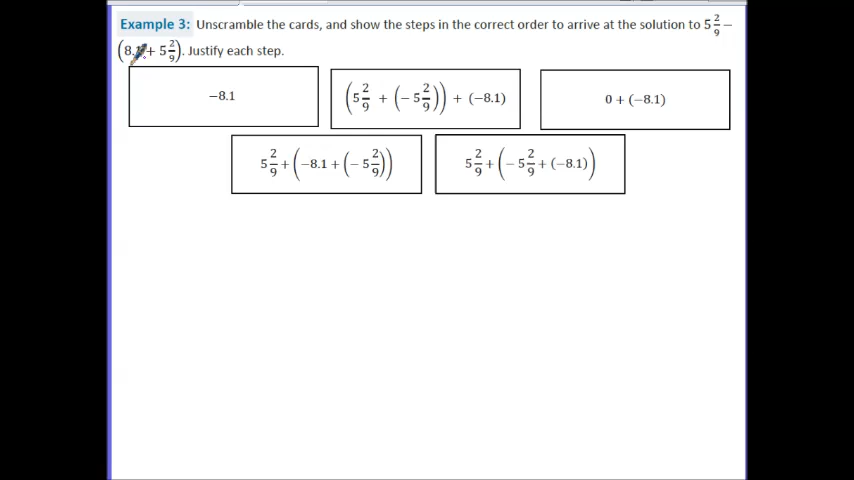 Example 3: Unscramble the cards, and show the steps in the correct order to arrive at the solution to 5 2/9 −
(8.1 + 5 2/9). Justify each step.
−8.1
(5 2/9 + (− 5 2/9)) + (−8.1)
0 + (−8.1)
5 2/9 + (−8.1 + (− 5 2/9))
5 2/9 + (− 5 2/9 + (−8.1))